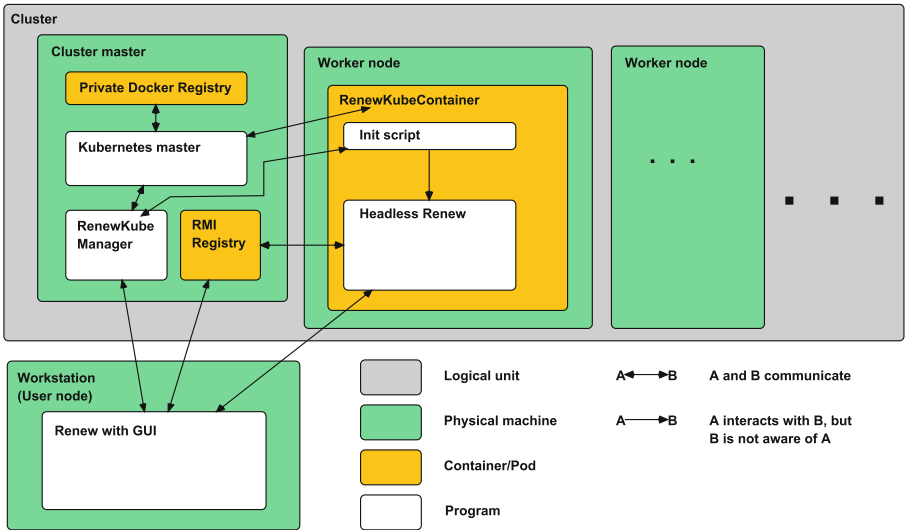 Cluster
Cluster master
Private Docker Registry
Kubernetes master
RenewKube
Manager
RMI
Registry
Worker node
RenewKubeContainer
Init script
Headless Renew
Worker node
. . .
Workstation
(User node)
Renew with GUI
Logical unit
Physical machine
Container/Pod
Program
A B A and B communicate
A B A interacts with B, but
B is not aware of A